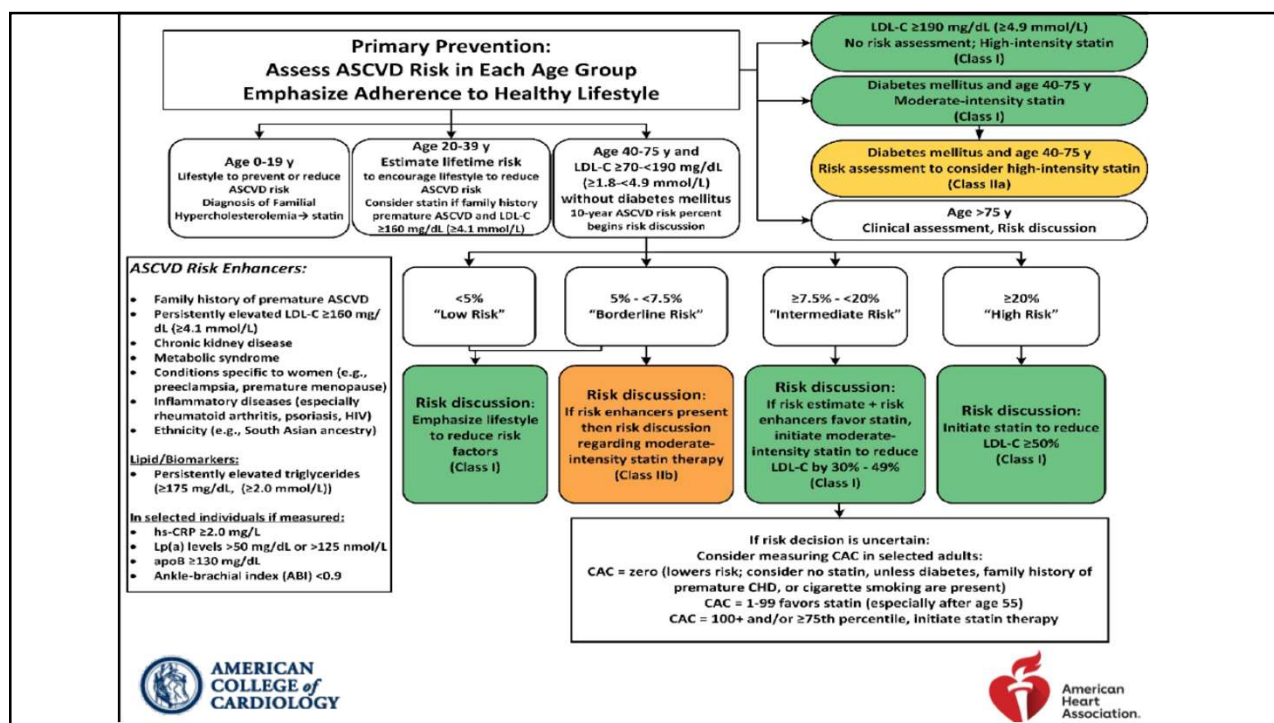 Primary Prevention:
Assess ASCVD Risk in Each Age Group
Emphasize Adherence to Healthy Lifestyle
LDL-C ≥190 mg/dL (≥4.9 mmol/L)
No risk assessment; High-intensity statin
(Class I)
Diabetes mellitus and age 40-75 y
Moderate-intensity statin
(Class I)
Diabetes mellitus and age 40-75 y
Risk assessment to consider high-intensity statin
(Class IIa)
Age >75 y
Clinical assessment, Risk discussion
Age 0-19 y
Lifestyle to prevent or reduce
ASCVD risk
Diagnosis of Familial
Hypercholesterolemia→ statin
Age 20-39 y
Estimate lifetime risk
to encourage lifestyle to reduce
ASCVD risk
Consider statin if family history
premature ASCVD and LDL-C
≥160 mg/dL (≥4.1 mmol/L)
Age 40-75 y and
LDL-C ≥70-<190 mg/dL
(≥1.8-<4.9 mmol/L)
without diabetes mellitus
10-year ASCVD risk percent
begins risk discussion
ASCVD Risk Enhancers:
• Family history of premature ASCVD
• Persistently elevated LDL-C ≥160 mg/
dL (≥4.1 mmol/L)
• Chronic kidney disease
• Metabolic syndrome
• Conditions specific to women (e.g.,
preeclampsia, premature menopause)
• Inflammatory diseases (especially
rheumatoid arthritis, psoriasis, HIV)
• Ethnicity (e.g., South Asian ancestry)
Lipid/Biomarkers:
• Persistently elevated triglycerides
(≥175 mg/dL, (≥2.0 mmol/L))
In selected individuals if measured:
• hs-CRP ≥2.0 mg/L
• Lp(a) levels >50 mg/dL or >125 nmol/L
• apoB ≥130 mg/dL
• Ankle-brachial index (ABI) <0.9
<5%
“Low Risk”
5% - <7.5%
“Borderline Risk”
≥7.5% - <20%
“Intermediate Risk”
≥20%
“High Risk”
Risk discussion:
Emphasize lifestyle
to reduce risk
factors
(Class I)
Risk discussion:
If risk enhancers present
then risk discussion
regarding moderate-
intensity statin therapy
(Class IIb)
Risk discussion:
If risk estimate + risk
enhancers favor statin,
initiate moderate-
intensity statin to reduce
LDL-C by 30% - 49%
(Class I)
Risk discussion:
Initiate statin to reduce
LDL-C ≥50%
(Class I)
If risk decision is uncertain:
Consider measuring CAC in selected adults:
CAC = zero (lowers risk; consider no statin, unless diabetes, family history of
premature CHD, or cigarette smoking are present)
CAC = 1-99 favors statin (especially after age 55)
CAC = 100+ and/or ≥75th percentile, initiate statin therapy
AMERICAN
COLLEGE of
CARDIOLOGY
American
Heart
Association.